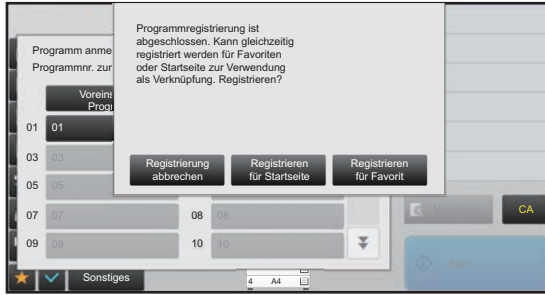 Programmregistrierung ist
abgeschlossen. Kann gleichzeitig
registriert werden für Favoriten
oder Startseite zur Verwendung
als Verknüpfung. Registrieren?
Registrierung
abbrechen
Registrieren
für Startseite
Registrieren
für Favorit
Programm anme
Programmnr. zur
Voreins
Prog
01 01
03 03
05 05
07 07 08 08
09 09 10 10
Vorschau CA
Start
Sonstiges
4 A4